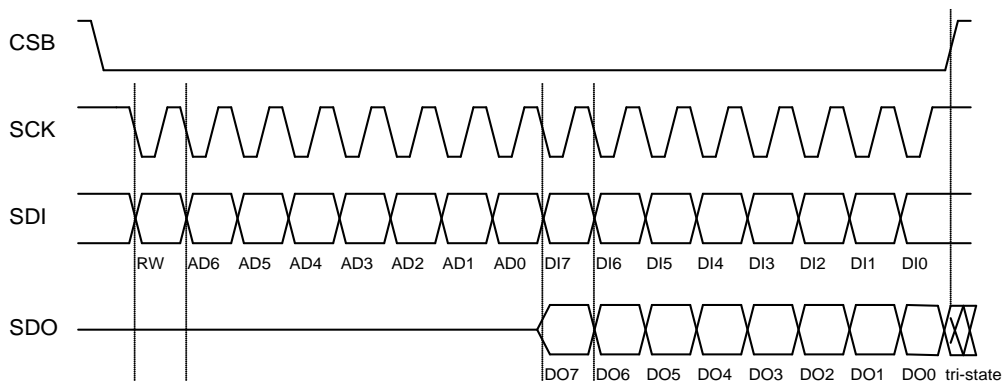 CSB
SCK
SDI
RW AD6 AD5 AD4 AD3 AD2 AD1 AD0 DI7 DI6 DI5 DI4 DI3 DI2 DI1 DI0
SDO
DO7 DO6 DO5 DO4 DO3 DO2 DO1 DO0 tri-state